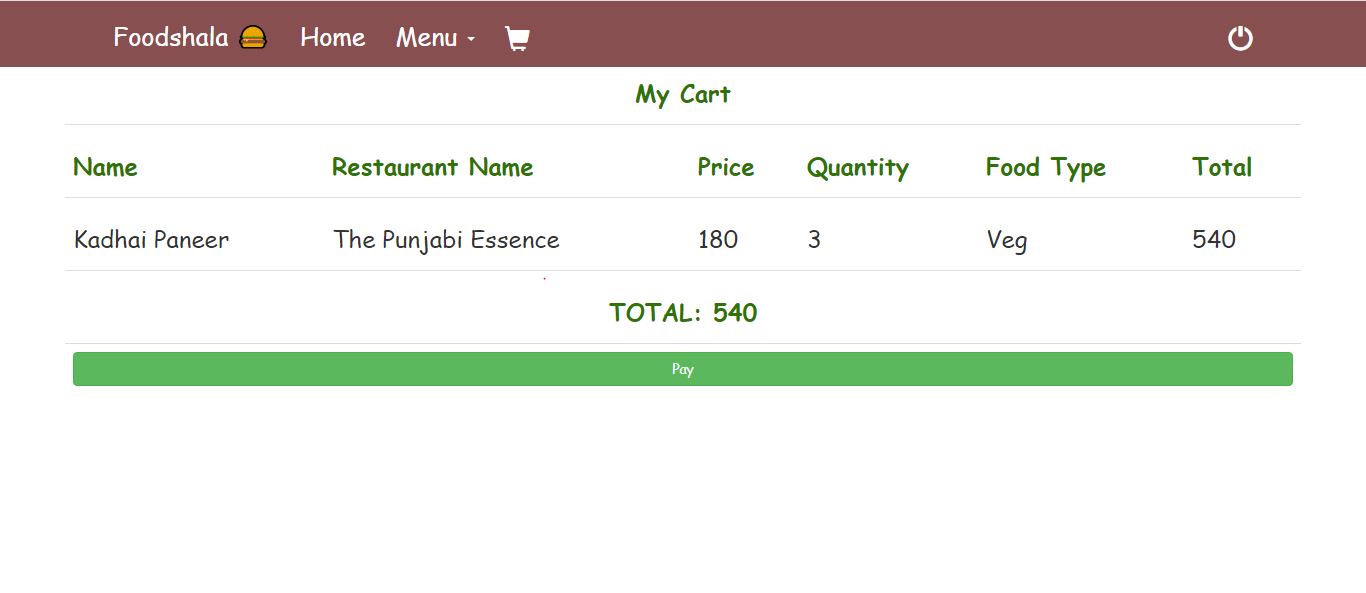 Foodshala Home Menu
My Cart
Name Restaurant Name Price Quantity Food Type Total
Kadhai Paneer The Punjabi Essence 180 3 Veg 540
TOTAL: 540
Pay